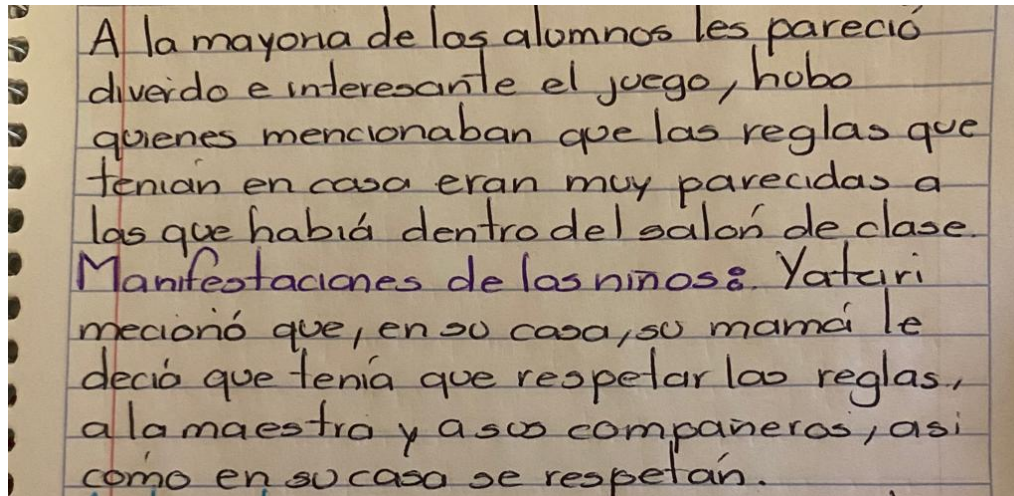 A la mayoria de los alumnos les pareció
diverdo e interesante el juego, hubo
quienes mencionaban que las reglas que
tenían en casa eran muy parecidas a
las que habiá dentro del salón de clase.
Manifestaciones de los niños: Yatziri
mecionó que, en su casa, su mamá le
decía que tenía que respetar las reglas,
a la maestra y a sus compañeros, asi
como en su casa se respetan.